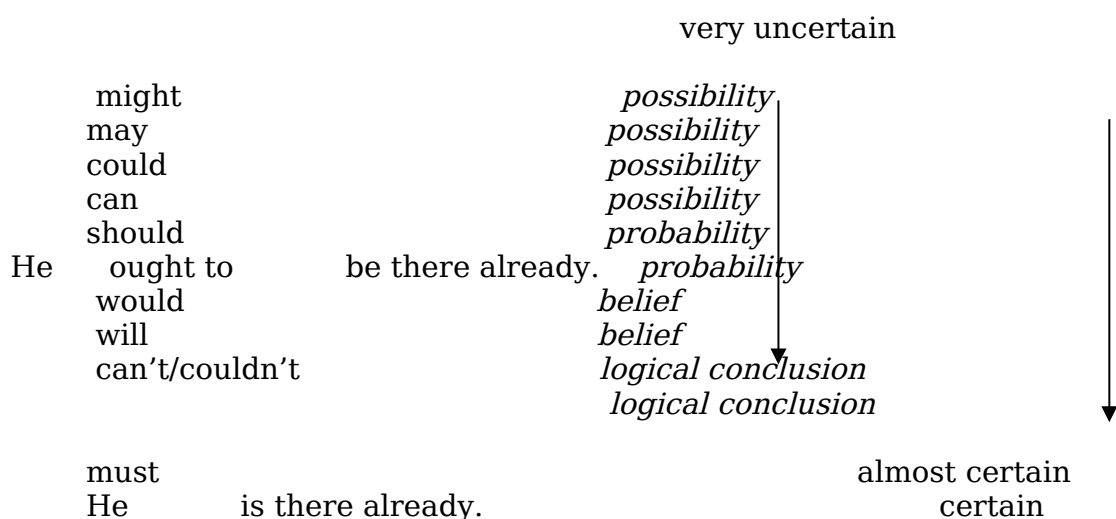 very uncertain
might possibility
may possibility
could possibility
can possibility
should probability
He ought to be there already. probability
would belief
will belief
can’t/couldn’t logical conclusion
logical conclusion
must almost certain
He is there already. certain